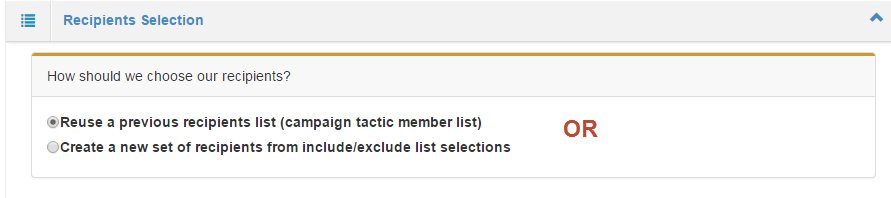 Recipients Selection
How should we choose our recipients?
Reuse a previous recipients list (campaign tactic member list)
OR
Create a new set of recipients from include/exclude list selections